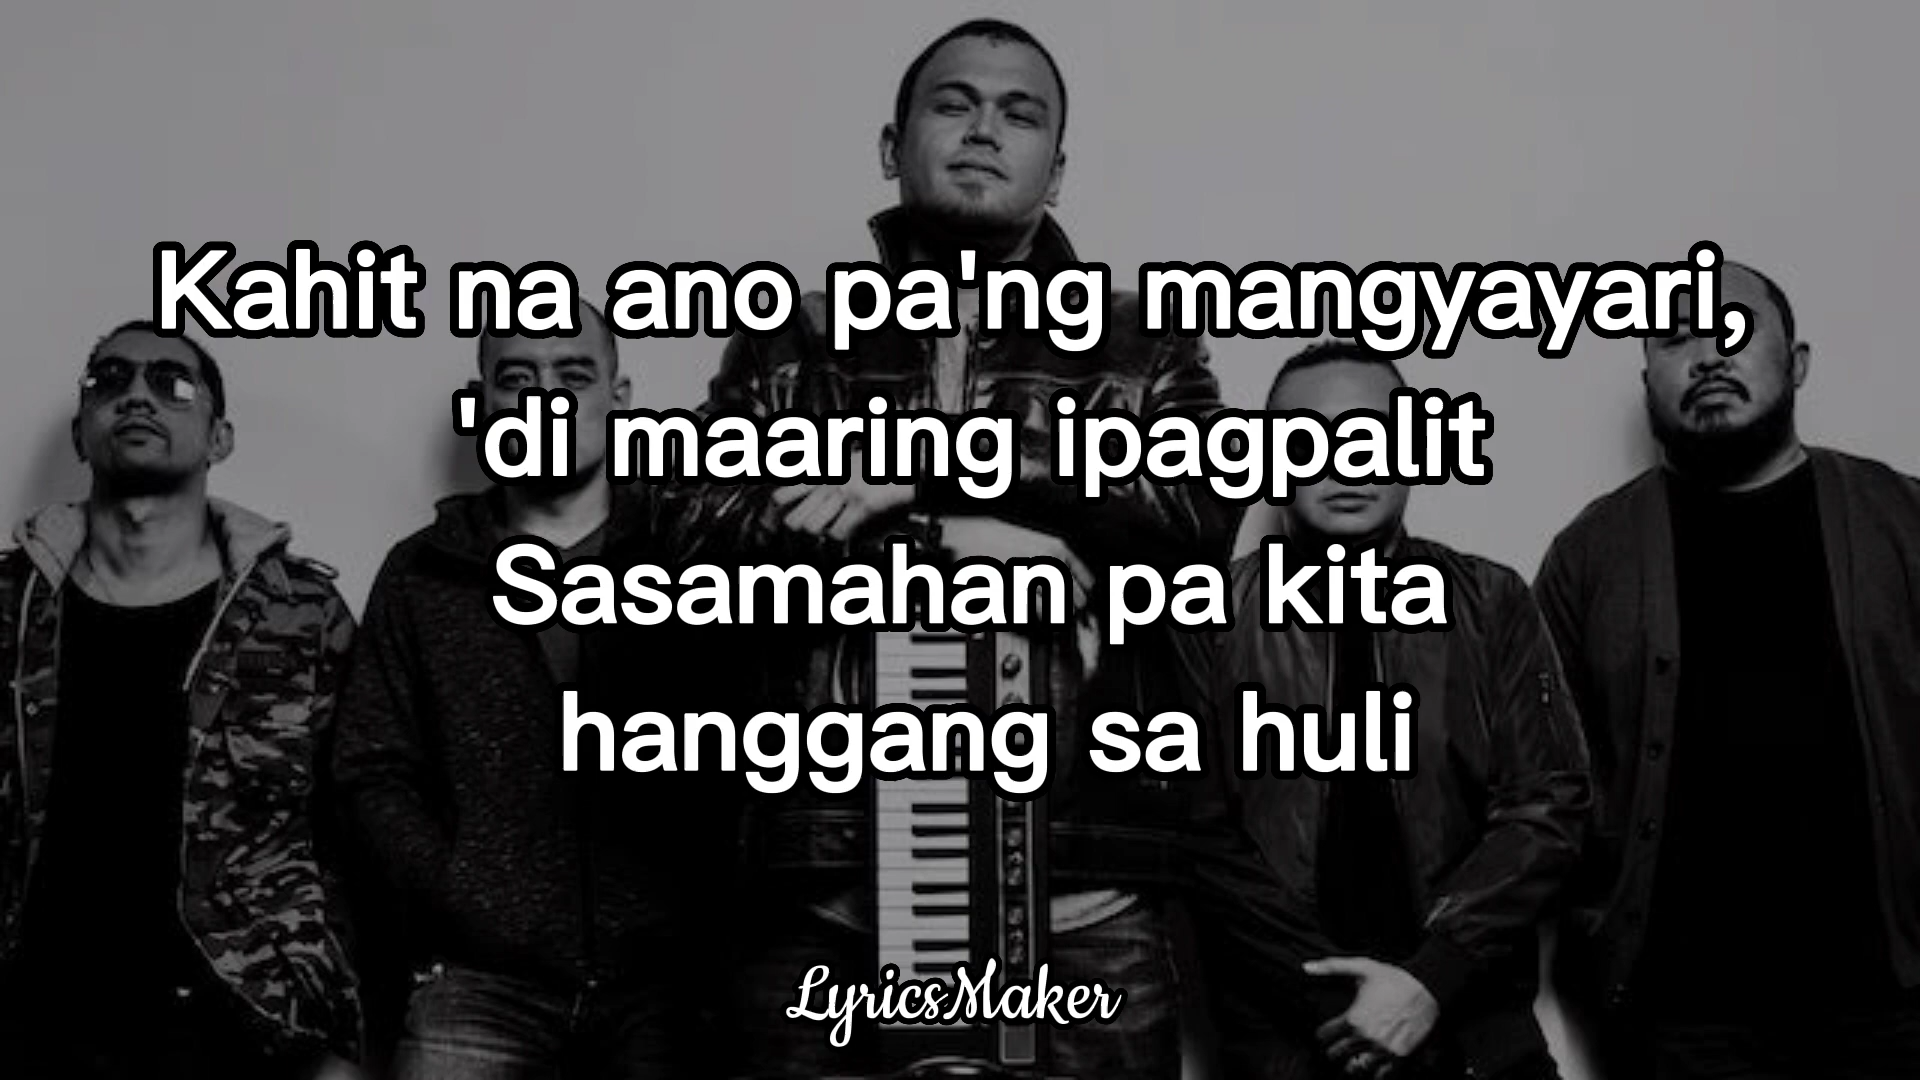 Kahit na ano pa'ng mangyayari,
'di maaring ipagpalit
Sasamahan pa kita
hanggang sa huli
LyricsMaker